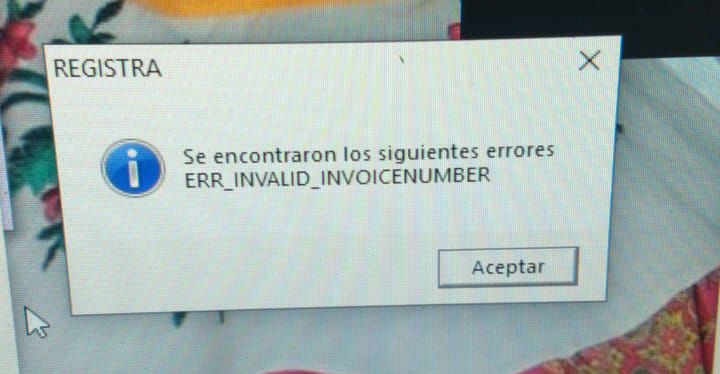 REGISTRA
Se encontraron los siguientes errores
ERR_INVALID_INVOICENUMBER
Aceptar